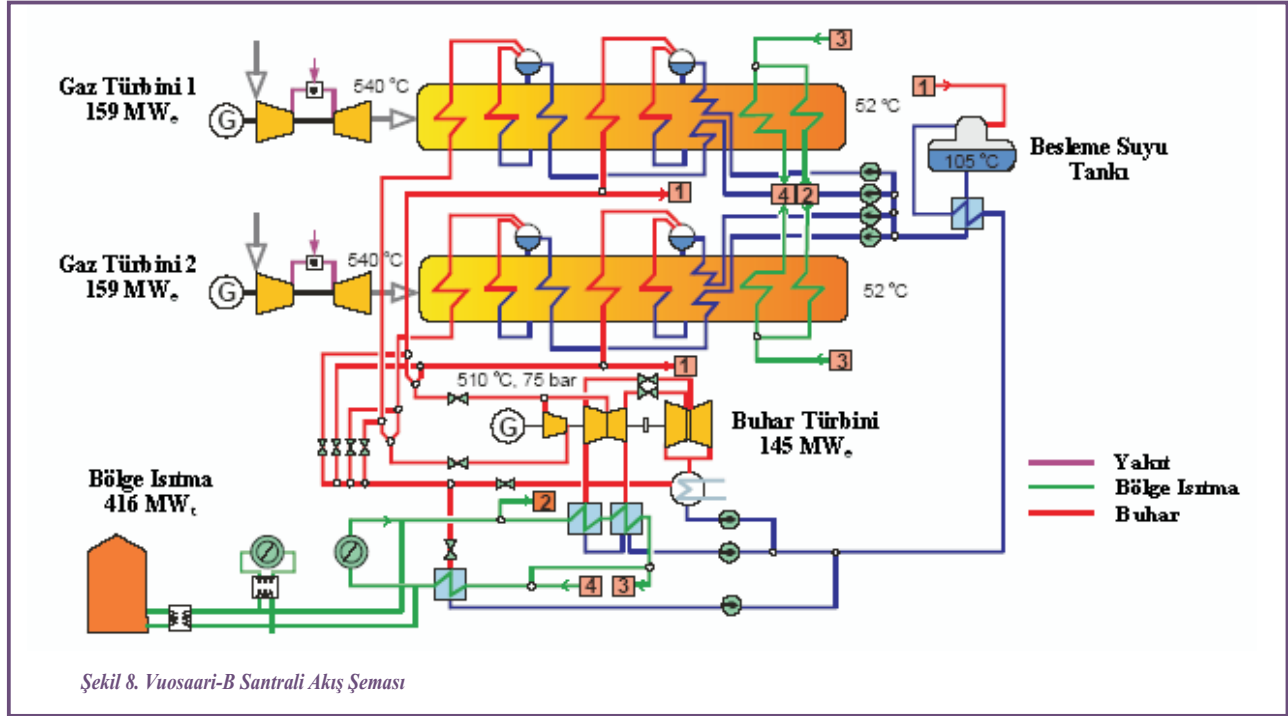 Gaz Türbini 1
159 MWe
G
540 °C
3
52 °C
1
105 °C
Besleme Suyu
Tankı
1
4 2
Gaz Türbini 2
159 MWe
G
540 °C
52 °C
3
1
510 °C, 75 bar
G
Buhar Türbini
145 MWe
Bölge Isıtma
416 MWt
2
4
3
Yakıt
Bölge Isıtma
Buhar
Şekil 8. Vuosaari-B Santrali Akış Şeması